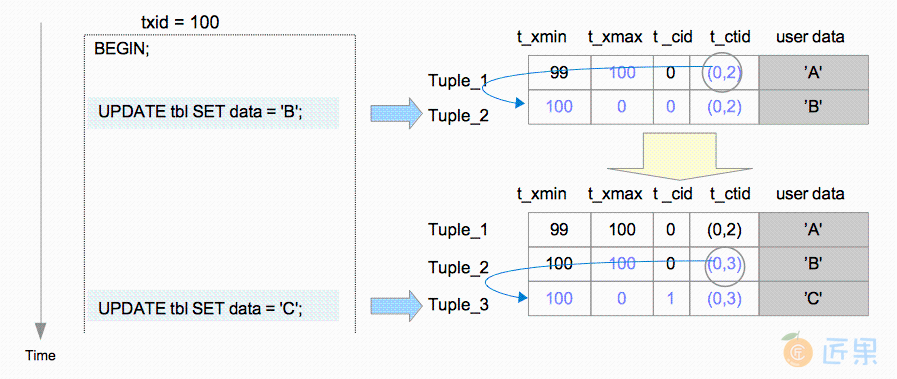 txid = 100
BEGIN;
UPDATE tbl SET data = 'B';
UPDATE tbl SET data = 'C';
Time
t_xmin t_xmax t _cid t_ctid user data
Tuple_1 99 100 0 (0,2) 'A'
Tuple_2 100 0 0 (0,2) 'B'
t_xmin t_xmax t _cid t_ctid user data
Tuple_1 99 100 0 (0,2) 'A'
Tuple_2 100 100 0 (0,3) 'B'
Tuple_3 100 0 1 (0,3) 'C'
匠果